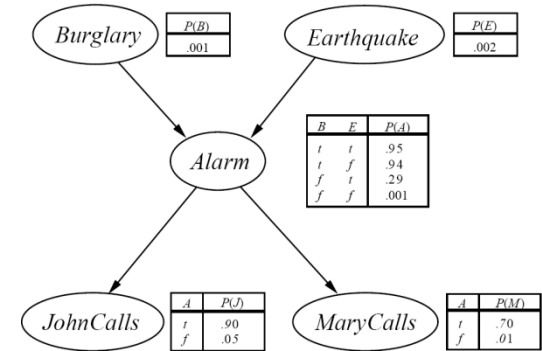 Burglary
P(B)
.001
Earthquake
P(E)
.002
Alarm
B E P(A)
t t .95
t f .94
f t .29
f f .001
JohnCalls
A P(J)
t .90
f .05
MaryCalls
A P(M)
t .70
f .01